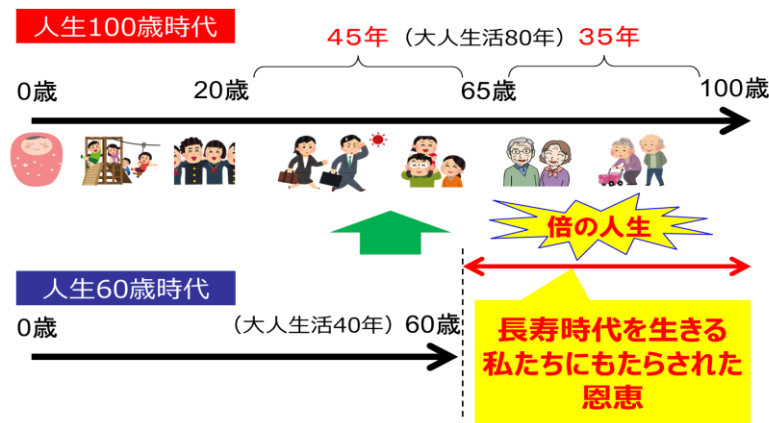 人生100歳時代
45年（大人生活80年）35年
0歳
20歳
65歳
100歳
倍の人生
人生60歳時代
0歳
（大人生活40年）60歳
長寿時代を生きる
私たちにもたらされた
恩恵